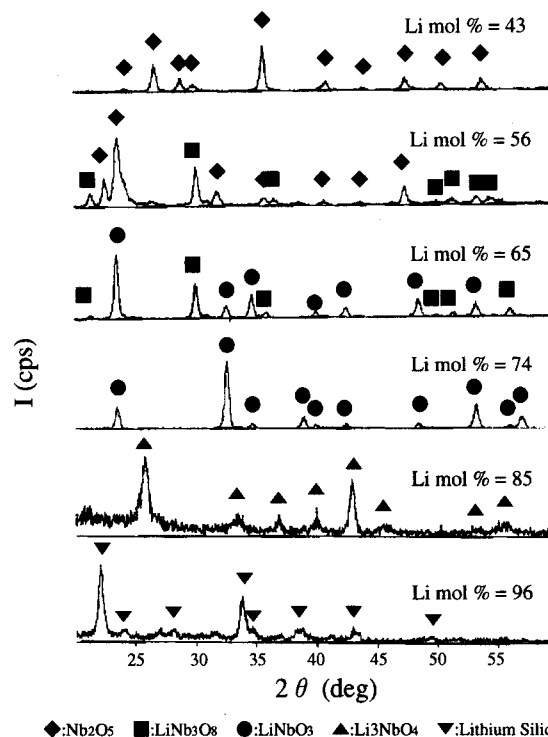 Li mol % = 43
Li mol % = 56
Li mol % = 65
Li mol % = 74
Li mol % = 85
Li mol % = 96
I (cps)
25 30 35 40 45 50 55
2 θ (deg)
◆:Nb2O5 ■:LiNb3O8 ●:LiNbO3 ▲:Li3NbO4 ▼:Lithium Silic